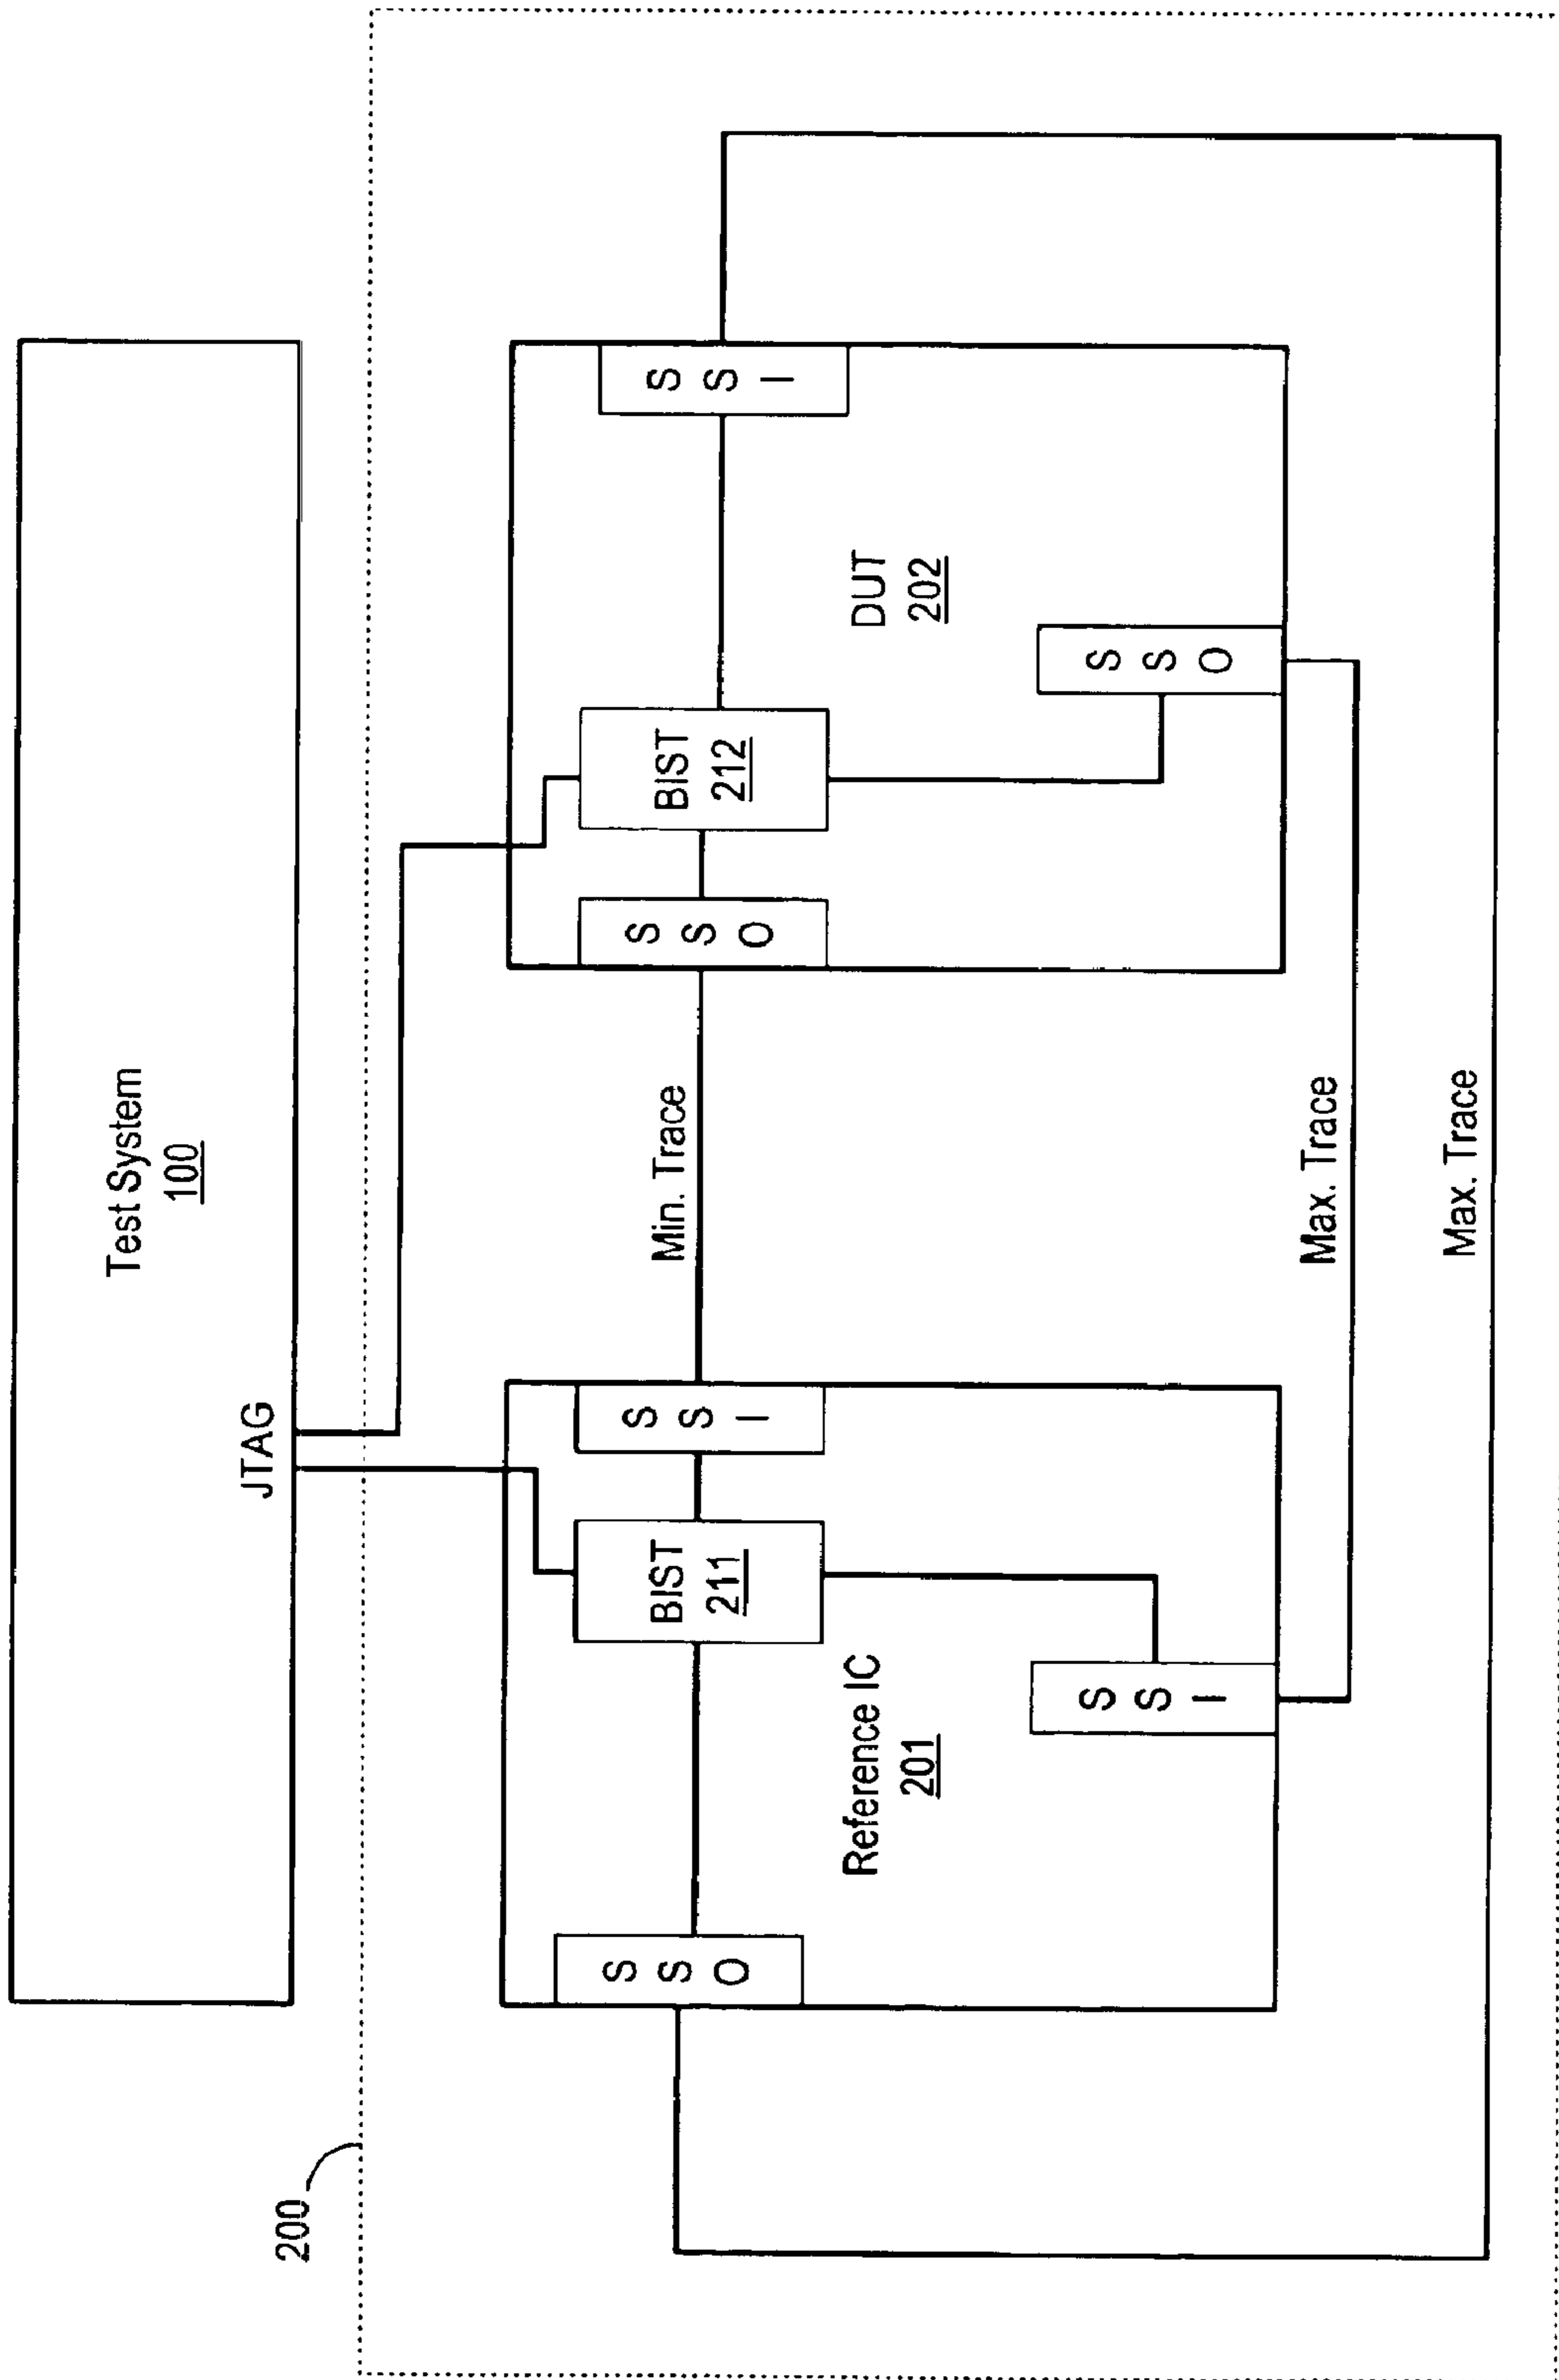 Test System
100
JTAG
200
S
S
O
BIST
211
S
S
I
Min. Trace
S
S
O
BIST
212
S
S
I
Reference IC
201
DUT
202
S
S
I
S
S
O
Max. Trace
Max. Trace